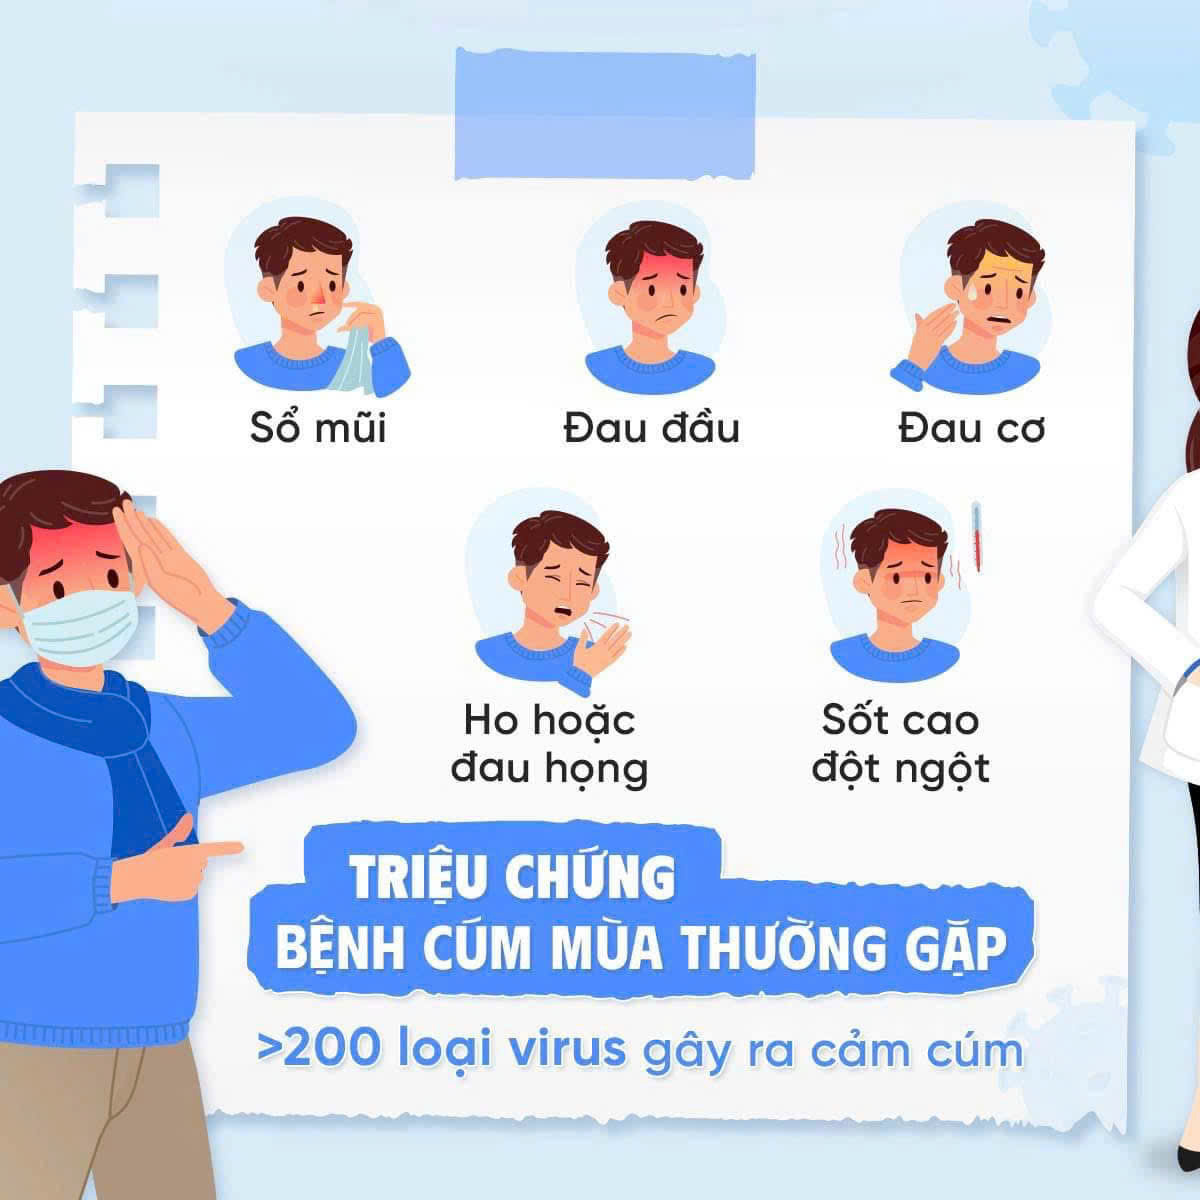 Sổ mũi
Đau đầu
Đau cơ
Ho hoặc
đau họng
Sốt cao
đột ngột
TRIỆU CHỨNG
BỆNH CÚM MÙA THƯỜNG GẶP
>200 loại virus gây ra cảm cúm